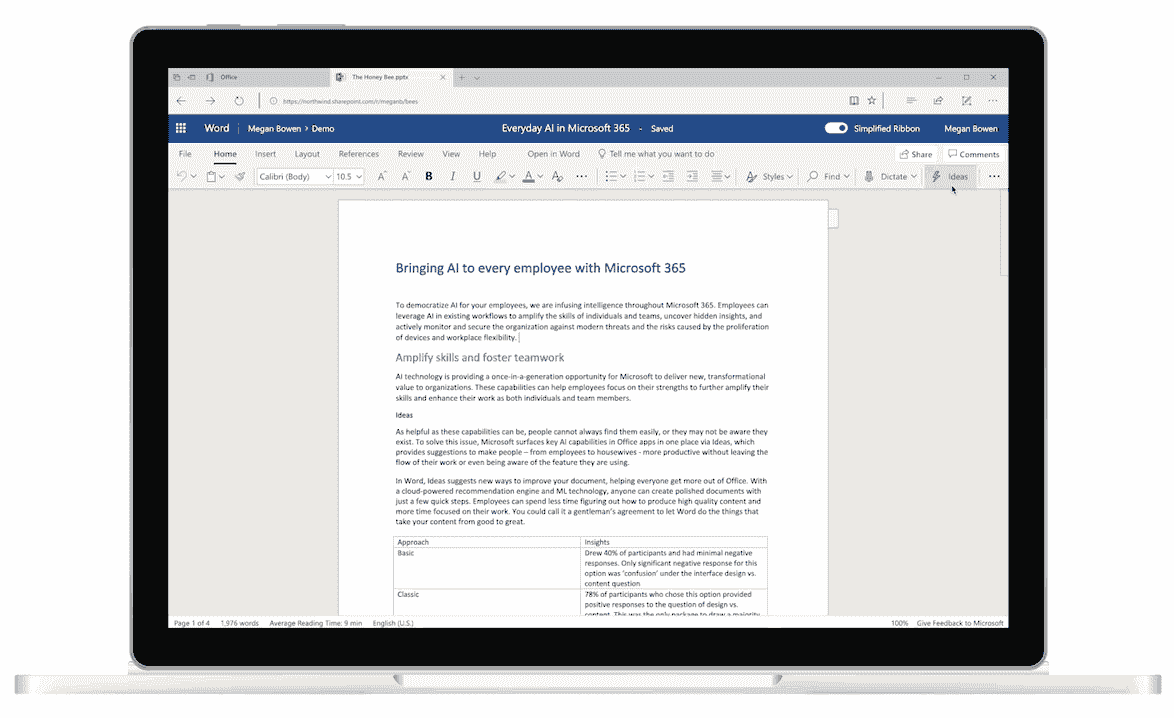 Office
The Honey Bee.pptx
https://northwind.sharepoint.com/r/meganb/bees
Word
Megan Bowen > Demo
Everyday AI in Microsoft 365 - Saved
Simplified Ribbon
Megan Bowen
File Home Insert Layout References Review View Help Open in Word Tell me what you want to do Share Comments
Calibri (Body) 10.5 A A B I U A A Styles Find Dictate Ideas
Bringing AI to every employee with Microsoft 365
To democratize AI for your employees, we are infusing intelligence throughout Microsoft 365. Employees can
leverage AI in existing workflows to amplify the skills of individuals and teams, uncover hidden insights, and
actively monitor and secure the organization against modern threats and the risks caused by the proliferation
of devices and workplace flexibility.
Amplify skills and foster teamwork
AI technology is providing a once-in-a-generation opportunity for Microsoft to deliver new, transformational
value to organizations. These capabilities can help employees focus on their strengths to further amplify their
skills and enhance their work as both individuals and team members.
Ideas
As helpful as these capabilities can be, people cannot always find them easily, or they may not be aware they
exist. To solve this issue, Microsoft surfaces key AI capabilities in Office apps in one place via Ideas, which
provides suggestions to make people – from employees to housewives - more productive without leaving the
flow of their work or even being aware of the feature they are using.
In Word, Ideas suggests new ways to improve your document, helping everyone get more out of Office. With
a cloud-powered recommendation engine and ML technology, anyone can create polished documents with
just a few quick steps. Employees can spend less time figuring out how to produce high quality content and
more time focused on their work. You could call it a gentleman's agreement to let Word do the things that
take your content from good to great.
Approach Insights
Basic Drew 40% of participants and had minimal negative
responses. Only significant negative response for this
option was 'confusion' under the interface design vs.
content question
Classic 78% of participants who chose this option provided
positive responses to the question of design vs.
content. This was the only package to draw a majority
Page 1 of 4 1,976 words Average Reading Time: 9 min English (U.S.) 100% Give Feedback to Microsoft